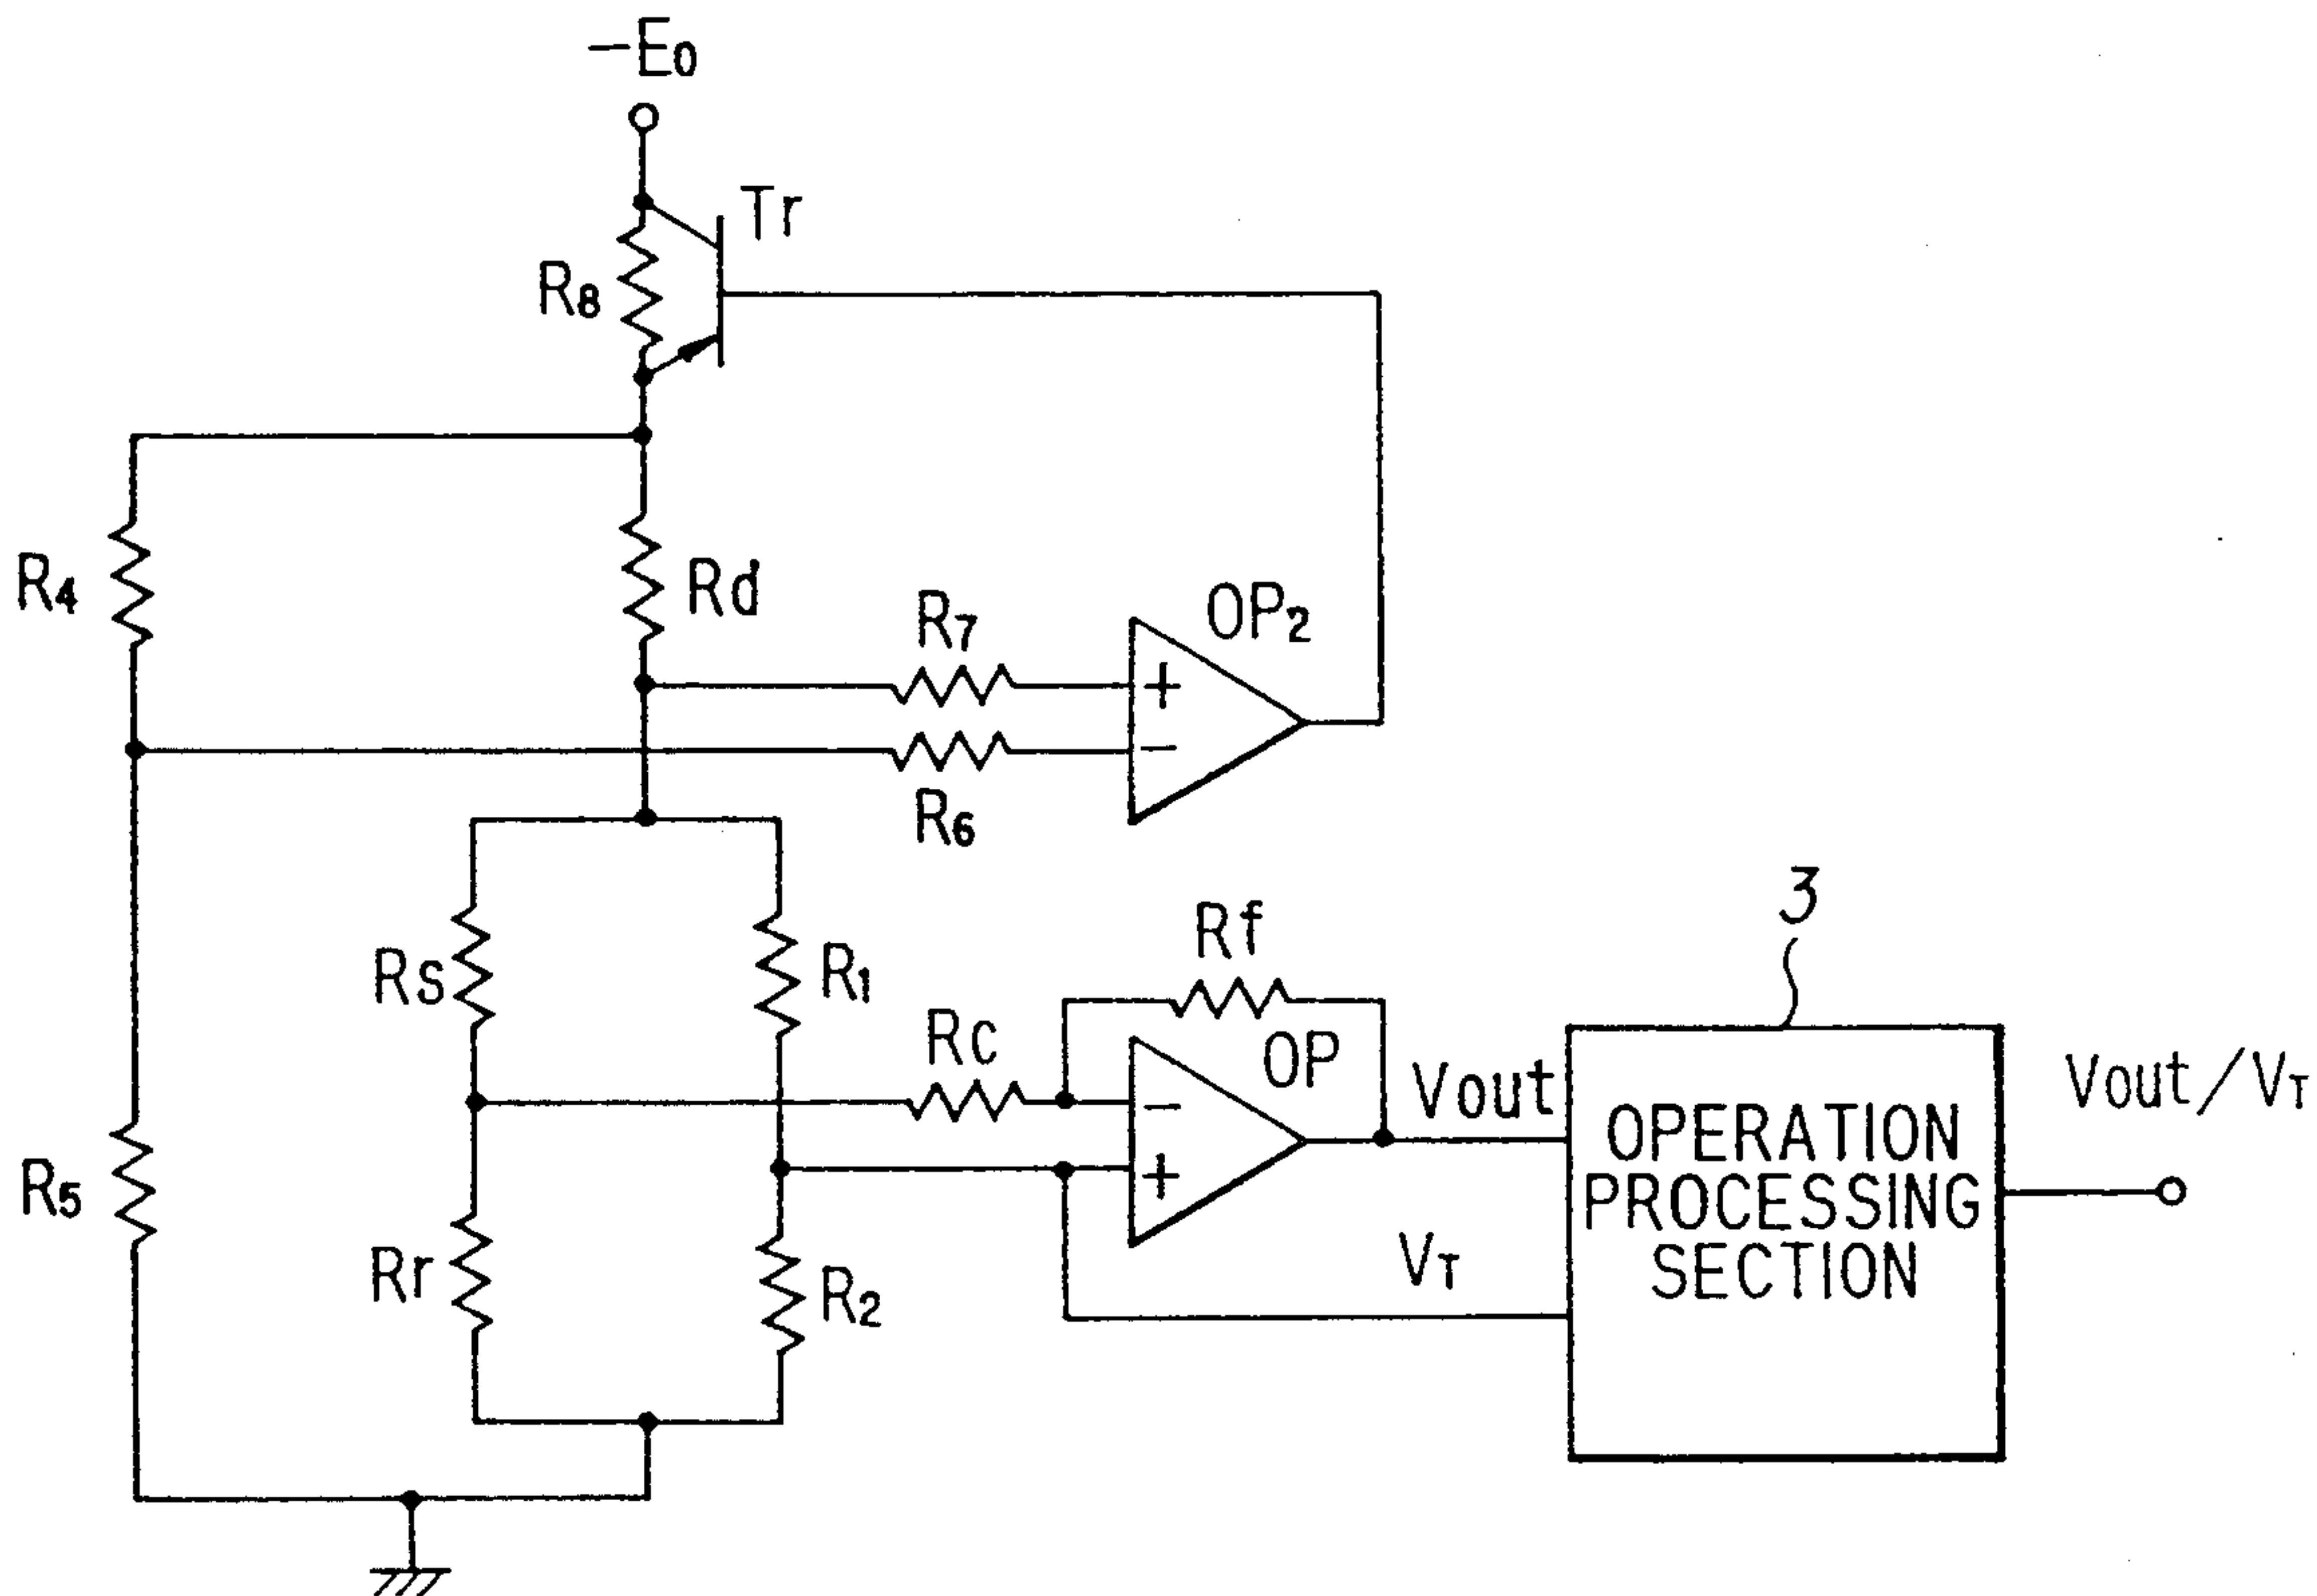 −E0
Tr
R8
R4
Rd
R7
OP2
+
−
R6
Rs
R1
Rf
3
Rc
OP
Vout
−
+
Vout/VT
OPERATION
PROCESSING
SECTION
R5
Rr
R2
VT